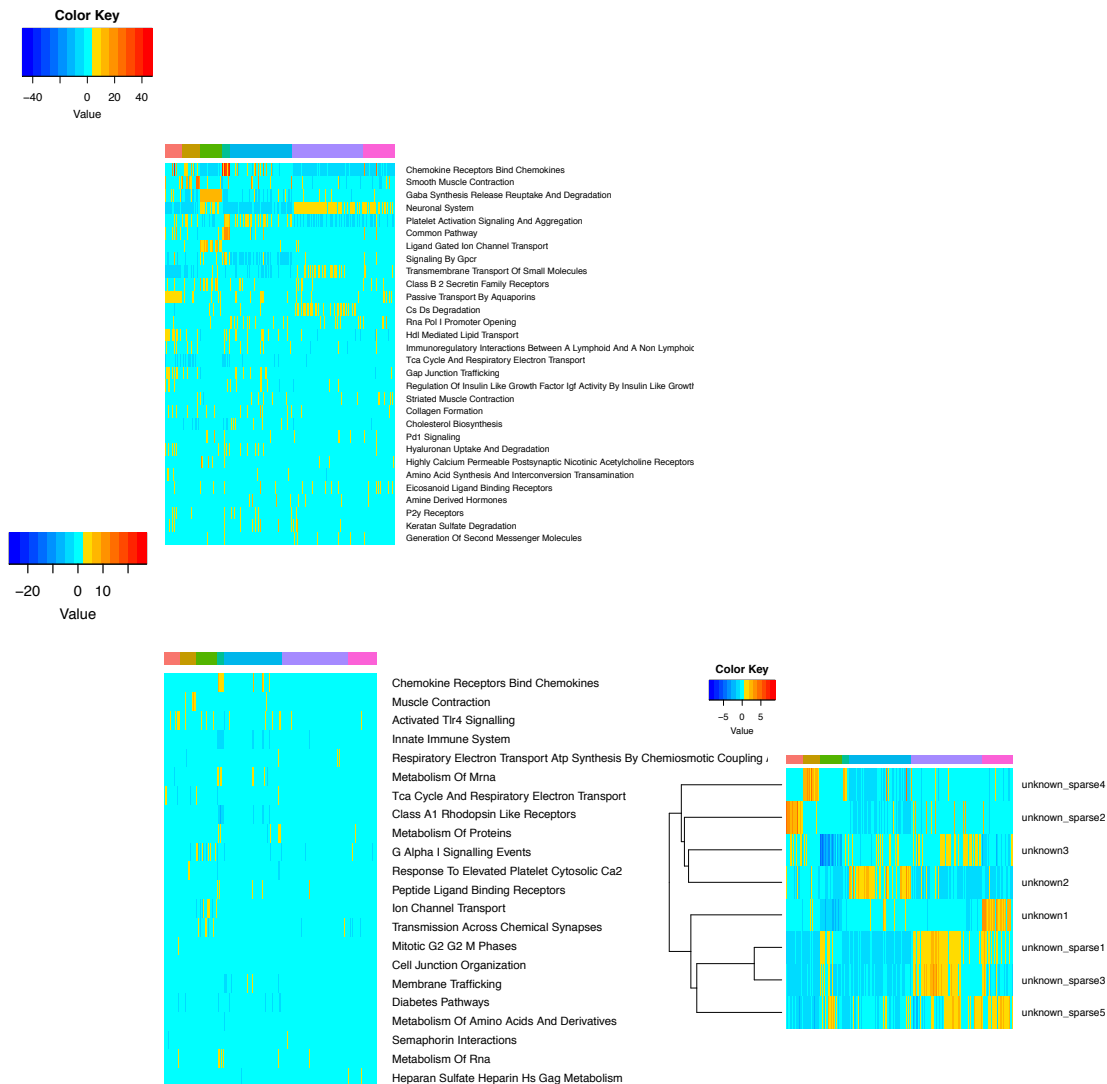 Color Key
−40 0 20 40
Value
Chemokine Receptors Bind Chemokines
Smooth Muscle Contraction
Gaba Synthesis Release Reuptake And Degradation
Neuronal System
Platelet Activation Signaling And Aggregation
Common Pathway
Ligand Gated Ion Channel Transport
Signaling By Gpcr
Transmembrane Transport Of Small Molecules
Class B 2 Secretin Family Receptors
Passive Transport By Aquaporins
Cs Ds Degradation
Rna Pol I Promoter Opening
Hdl Mediated Lipid Transport
Immunoregulatory Interactions Between A Lymphoid And A Non Lymphoic
Tca Cycle And Respiratory Electron Transport
Gap Junction Trafficking
Regulation Of Insulin Like Growth Factor Igf Activity By Insulin Like Growth
Striated Muscle Contraction
Collagen Formation
Cholesterol Biosynthesis
Pd1 Signaling
Hyaluronan Uptake And Degradation
Highly Calcium Permeable Postsynaptic Nicotinic Acetylcholine Receptors
Amino Acid Synthesis And Interconversion Transamination
Eicosanoid Ligand Binding Receptors
Amine Derived Hormones
P2y Receptors
Keratan Sulfate Degradation
Generation Of Second Messenger Molecules
−20 0 10
Value
Chemokine Receptors Bind Chemokines
Muscle Contraction
Activated Tlr4 Signalling
Innate Immune System
Respiratory Electron Transport Atp Synthesis By Chemiosmotic Coupling
Metabolism Of Mrna
Tca Cycle And Respiratory Electron Transport
Class A1 Rhodopsin Like Receptors
Metabolism Of Proteins
G Alpha I Signalling Events
Response To Elevated Platelet Cytosolic Ca2
Peptide Ligand Binding Receptors
Ion Channel Transport
Transmission Across Chemical Synapses
Mitotic G2 G2 M Phases
Cell Junction Organization
Membrane Trafficking
Diabetes Pathways
Metabolism Of Amino Acids And Derivatives
Semaphorin Interactions
Metabolism Of Rna
Heparan Sulfate Heparin Hs Gag Metabolism
Color Key
−5 0 5
Value
unknown_sparse4
unknown_sparse2
unknown3
unknown2
unknown1
unknown_sparse1
unknown_sparse3
unknown_sparse5